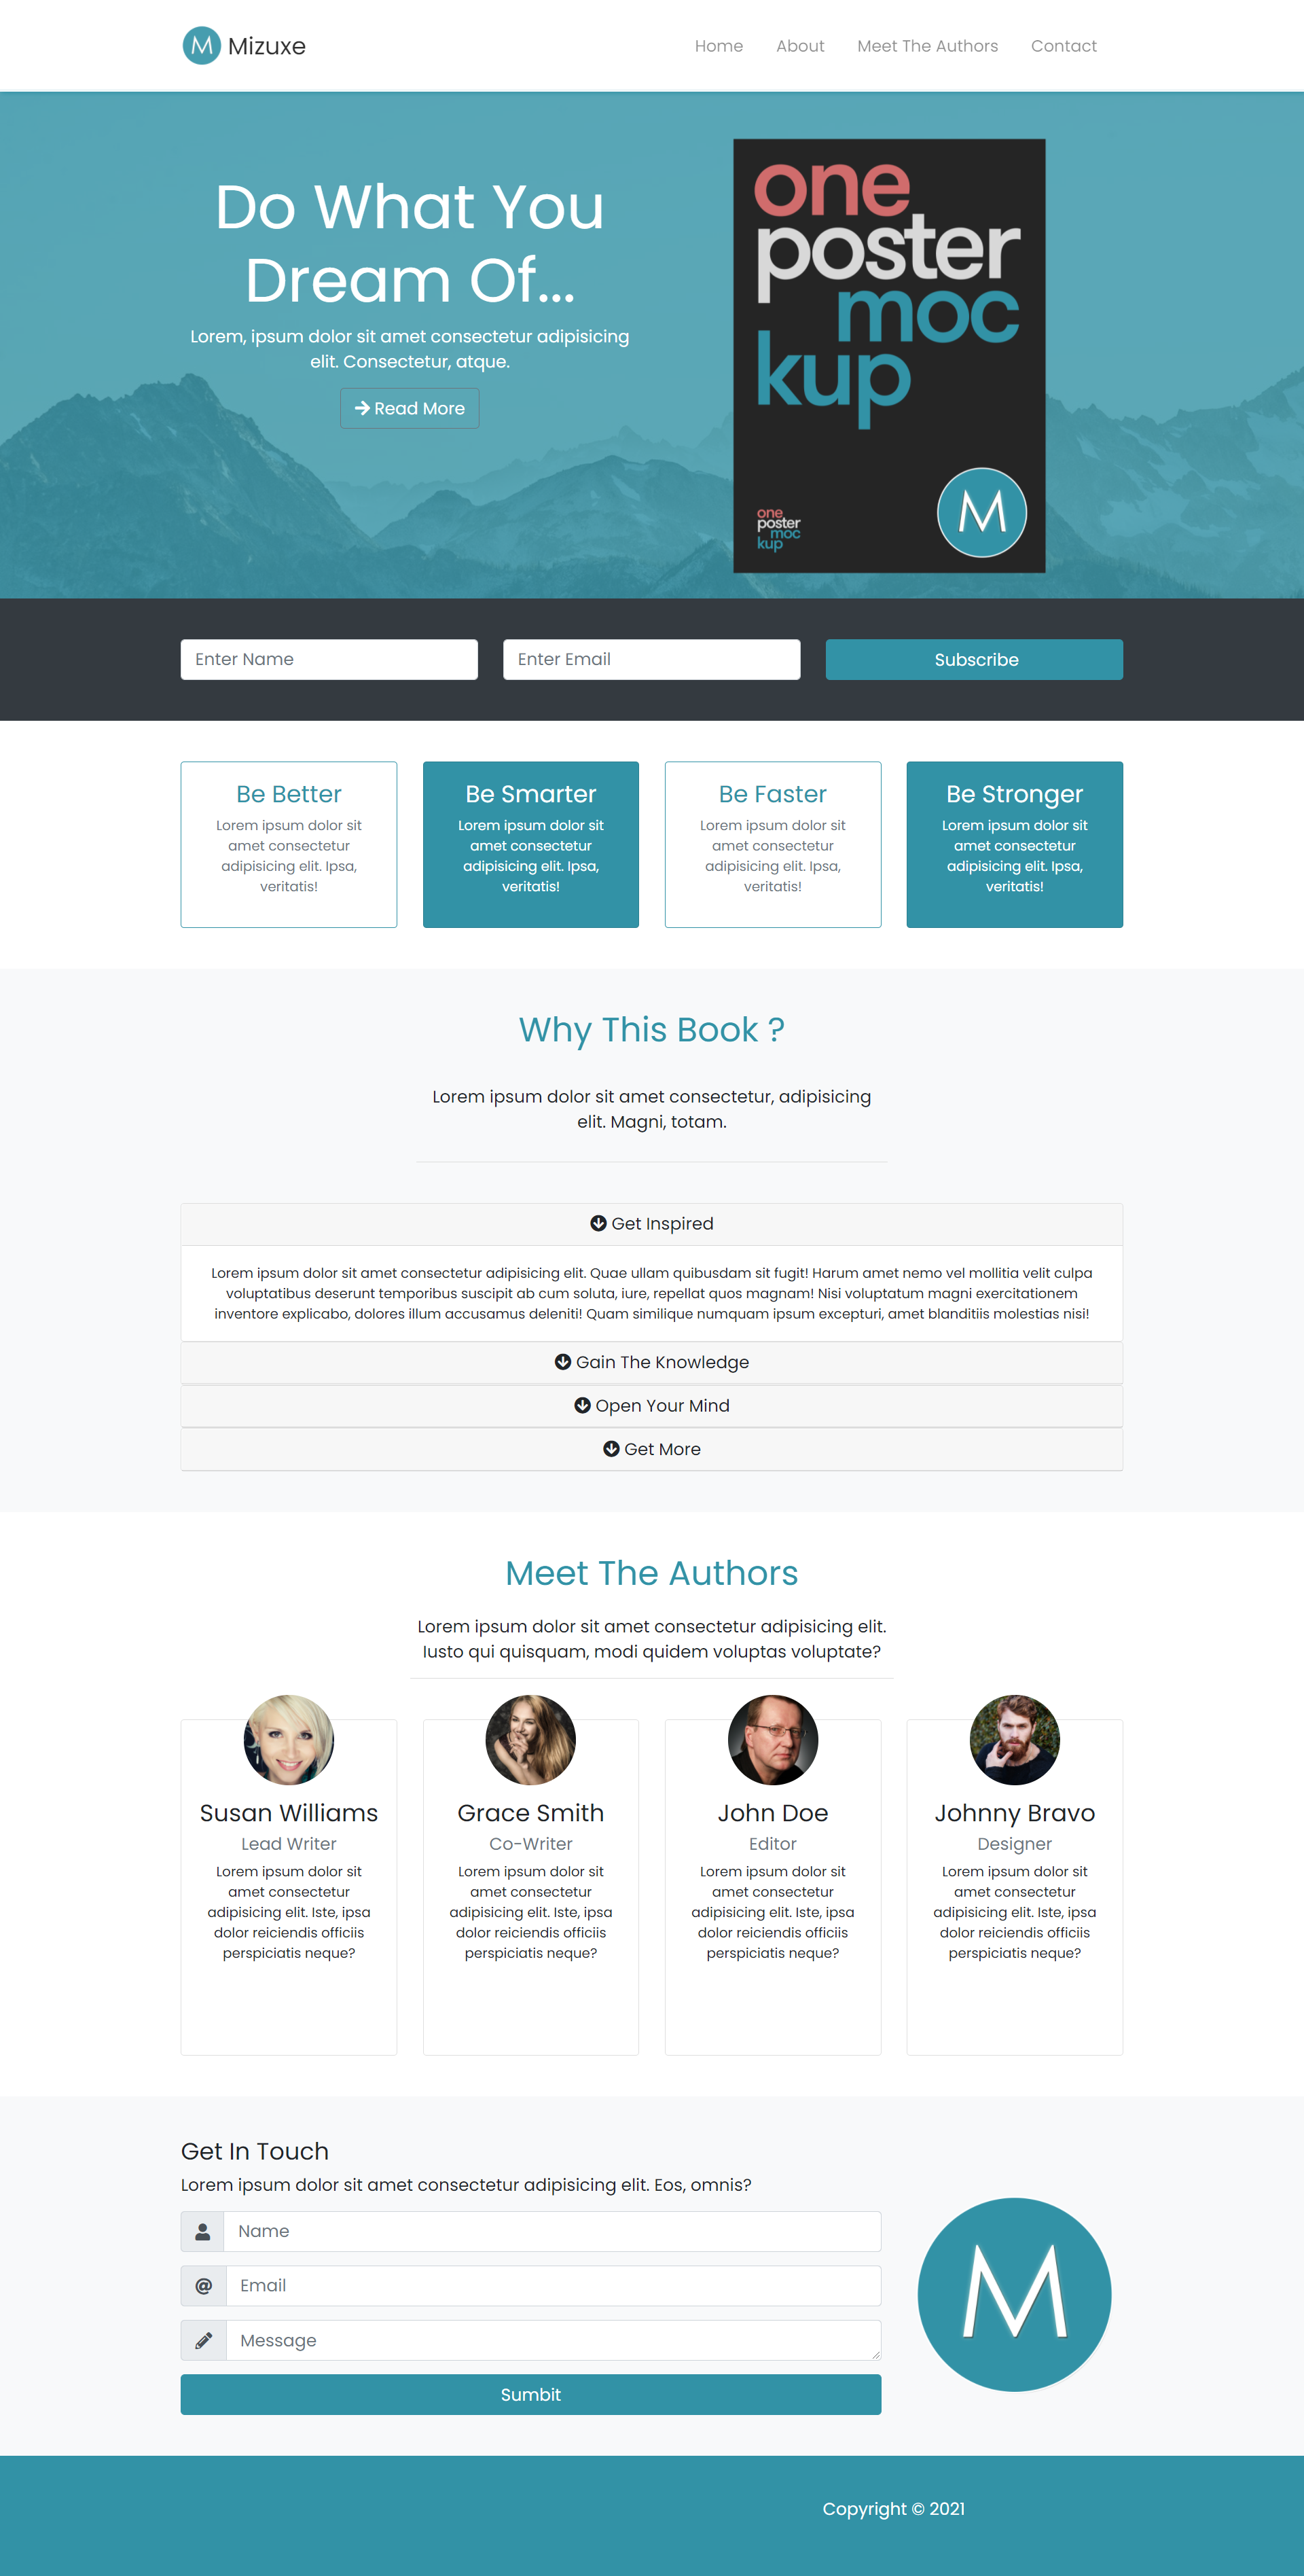 M Mizuxe
Home About Meet The Authors Contact
Do What You
Dream Of...
Lorem, ipsum dolor sit amet consectetur adipisicing
elit. Consectetur, atque.
Read More
one
poster
moc
kup
one
poster
moc
kup
M
Enter Name Enter Email Subscribe
Be Better
Lorem ipsum dolor sit
amet consectetur
adipisicing elit. Ipsa,
veritatis!
Be Smarter
Lorem ipsum dolor sit
amet consectetur
adipisicing elit. Ipsa,
veritatis!
Be Faster
Lorem ipsum dolor sit
amet consectetur
adipisicing elit. Ipsa,
veritatis!
Be Stronger
Lorem ipsum dolor sit
amet consectetur
adipisicing elit. Ipsa,
veritatis!
Why This Book ?
Lorem ipsum dolor sit amet consectetur, adipisicing
elit. Magni, totam.
Get Inspired
Lorem ipsum dolor sit amet consectetur adipisicing elit. Quae ullam quibusdam sit fugit! Harum amet nemo vel mollitia velit culpa
voluptatibus deserunt temporibus suscipit ab cum soluta, iure, repellat quos magnam! Nisi voluptatum magni exercitationem
inventore explicabo, dolores illum accusamus deleniti! Quam similique numquam ipsum excepturi, amet blanditiis molestias nisi!
Gain The Knowledge
Open Your Mind
Get More
Meet The Authors
Lorem ipsum dolor sit amet consectetur adipisicing elit.
Iusto qui quisquam, modi quidem voluptas voluptate?
Susan Williams
Lead Writer
Lorem ipsum dolor sit
amet consectetur
adipisicing elit. Iste, ipsa
dolor reiciendis officiis
perspiciatis neque?
Grace Smith
Co-Writer
Lorem ipsum dolor sit
amet consectetur
adipisicing elit. Iste, ipsa
dolor reiciendis officiis
perspiciatis neque?
John Doe
Editor
Lorem ipsum dolor sit
amet consectetur
adipisicing elit. Iste, ipsa
dolor reiciendis officiis
perspiciatis neque?
Johnny Bravo
Designer
Lorem ipsum dolor sit
amet consectetur
adipisicing elit. Iste, ipsa
dolor reiciendis officiis
perspiciatis neque?
Get In Touch
Lorem ipsum dolor sit amet consectetur adipisicing elit. Eos, omnis?
Name
@ Email
Message
Sumbit
M
Copyright © 2021